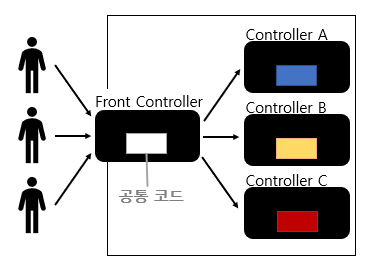 Controller A
Front Controller
Controller B
공통 코드
Controller C